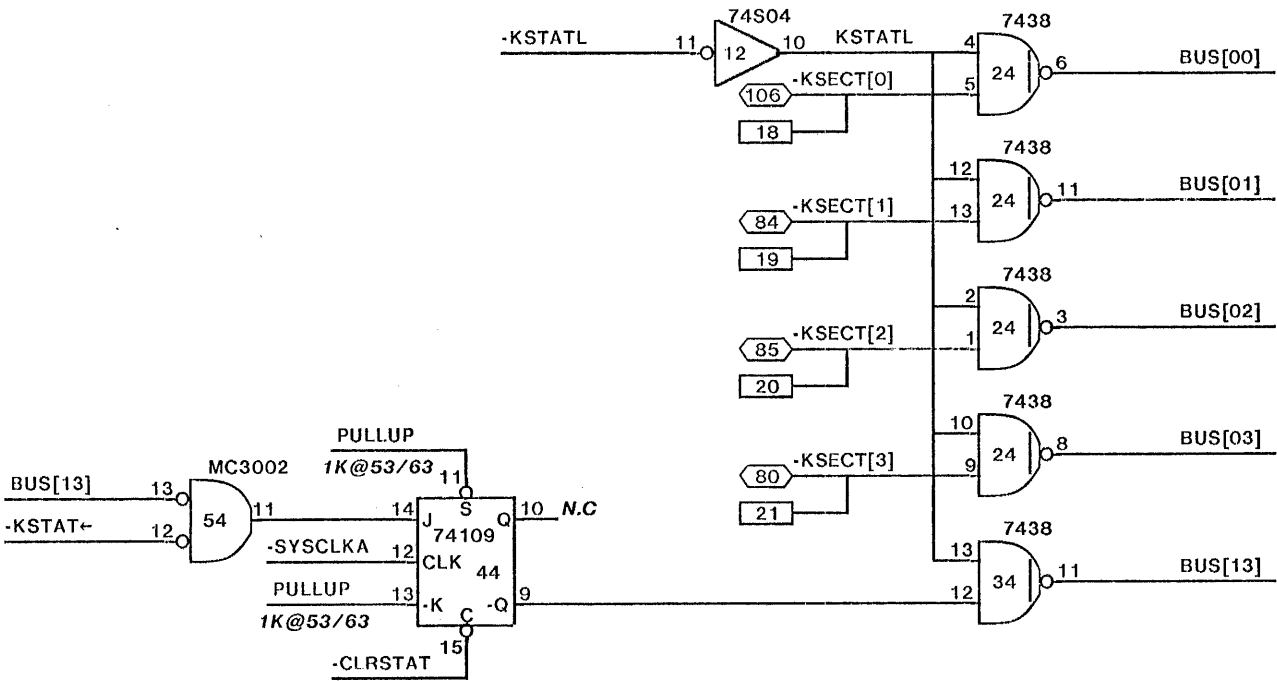 74S04
7438
-KSTATL
11
12
10
KSTATL
4
24
6
BUS[00]
-KSECT[0]
106
5
18
7438
12
24
11
BUS[01]
-KSECT[1]
84
13
19
7438
2
24
3
BUS[02]
-KSECT[2]
85
1
20
7438
10
24
8
BUS[03]
-KSECT[3]
80
9
21
PULLUP
1K@53/63
11
MC3002
BUS[13]
13
54
11
-KSTAT←
12
14
J
S
Q
10
N.C
74109
-SYSCLKA
12
CLK
44
PULLUP
13
-K
-Q
9
1K@53/63
C
15
-CLRSTAT
7438
13
34
11
BUS[13]
12